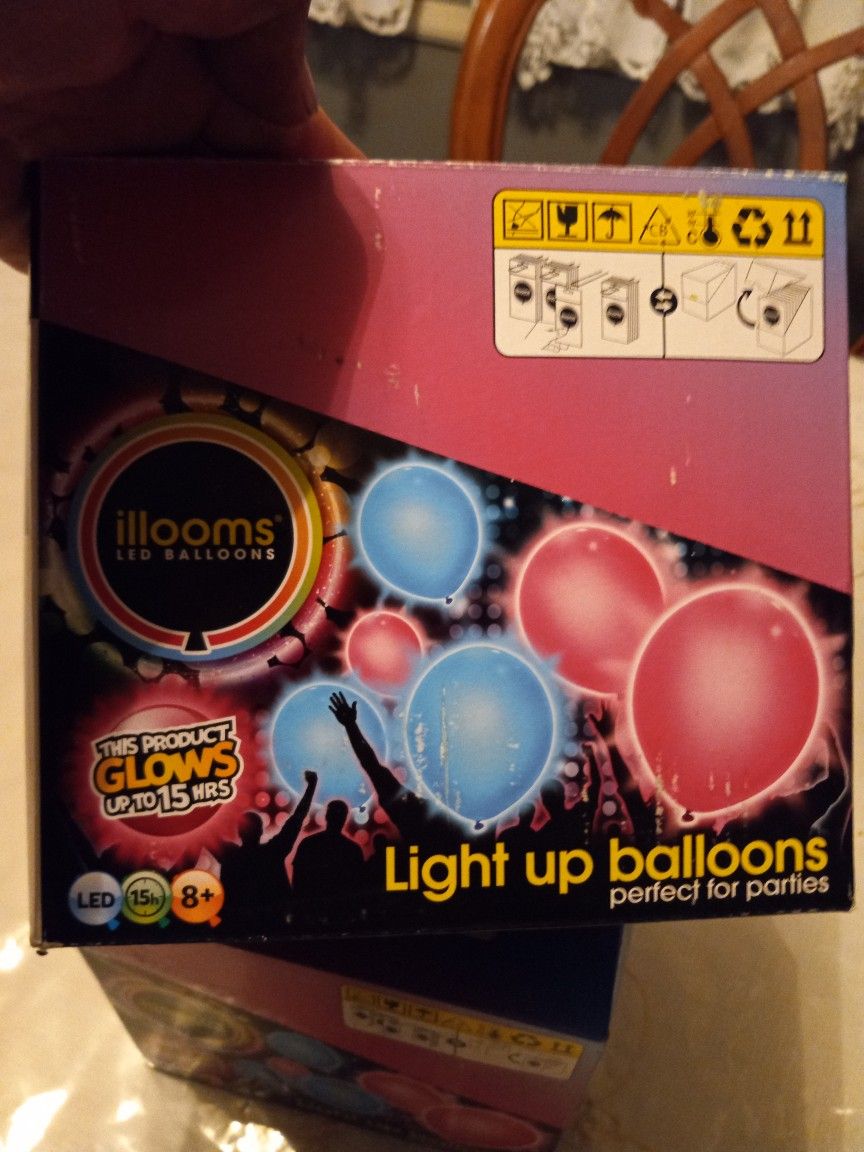 CB
°C
illooms®
LED BALLOONS
THIS PRODUCT
GLOWS
UP TO 15 HRS
LED 15h 8+
Light up balloons
perfect for parties